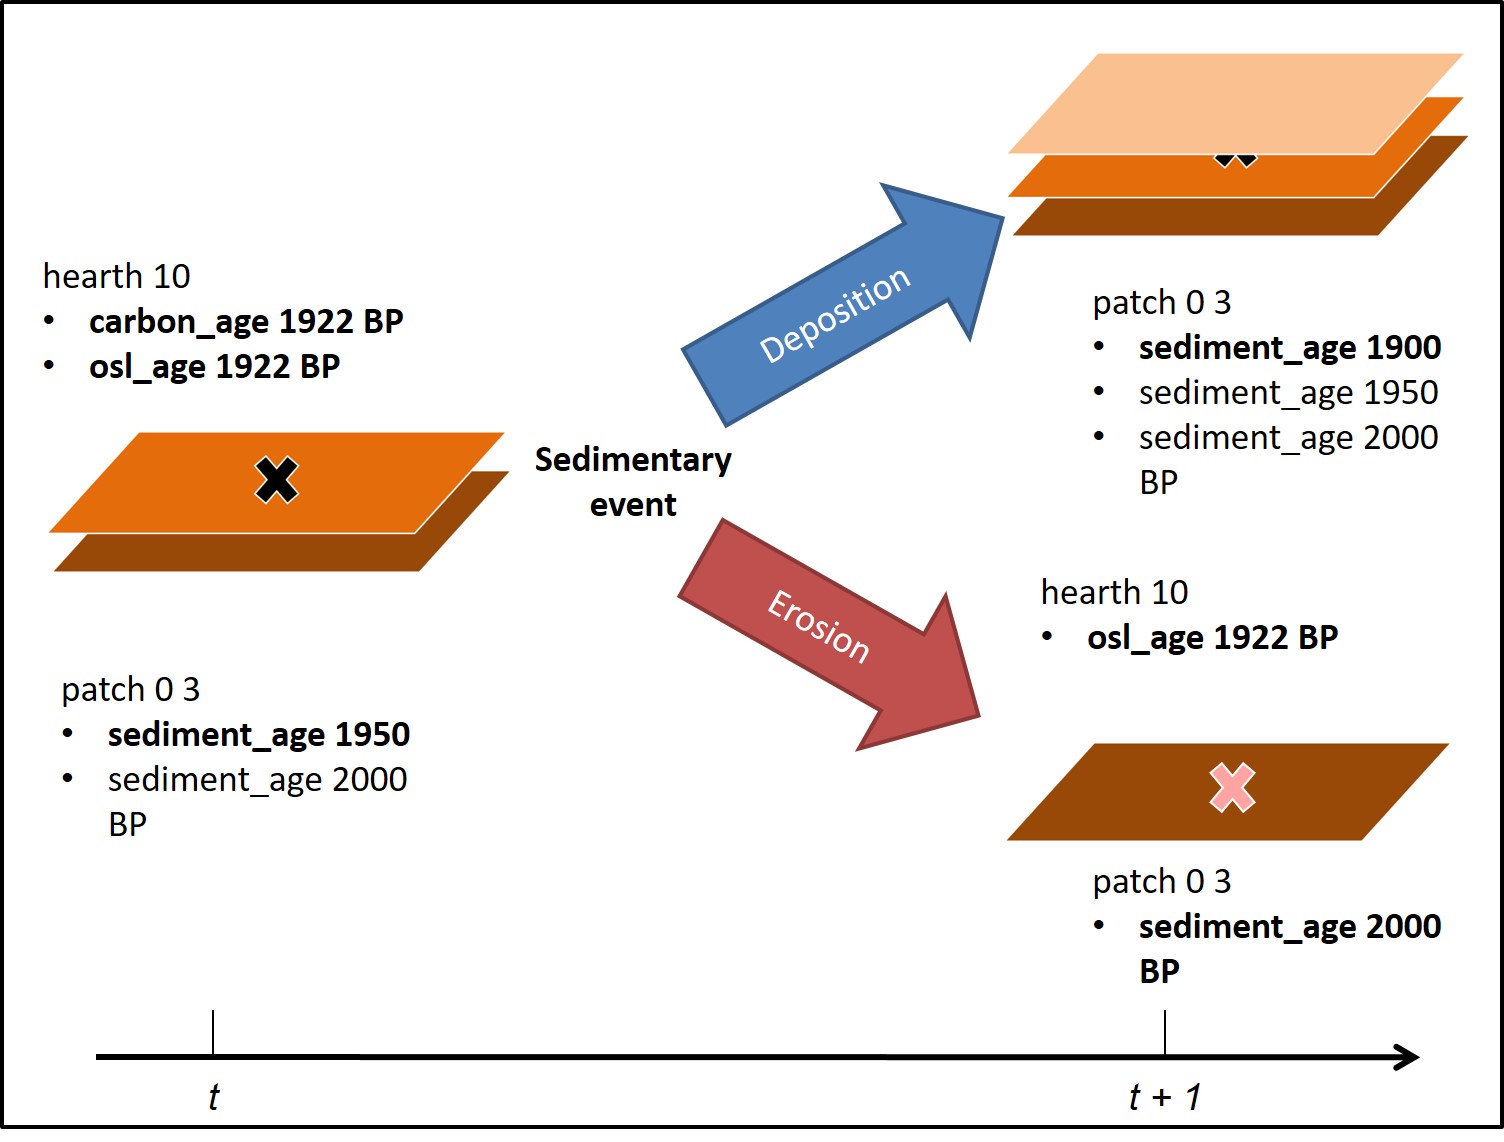 hearth 10
• carbon_age 1922 BP
• osl_age 1922 BP
patch 0 3
• sediment_age 1950
• sediment_age 2000
BP
Sedimentary
event
Deposition
Erosion
patch 0 3
• sediment_age 1900
• sediment_age 1950
• sediment_age 2000
BP
hearth 10
• osl_age 1922 BP
patch 0 3
• sediment_age 2000
BP
t
t + 1